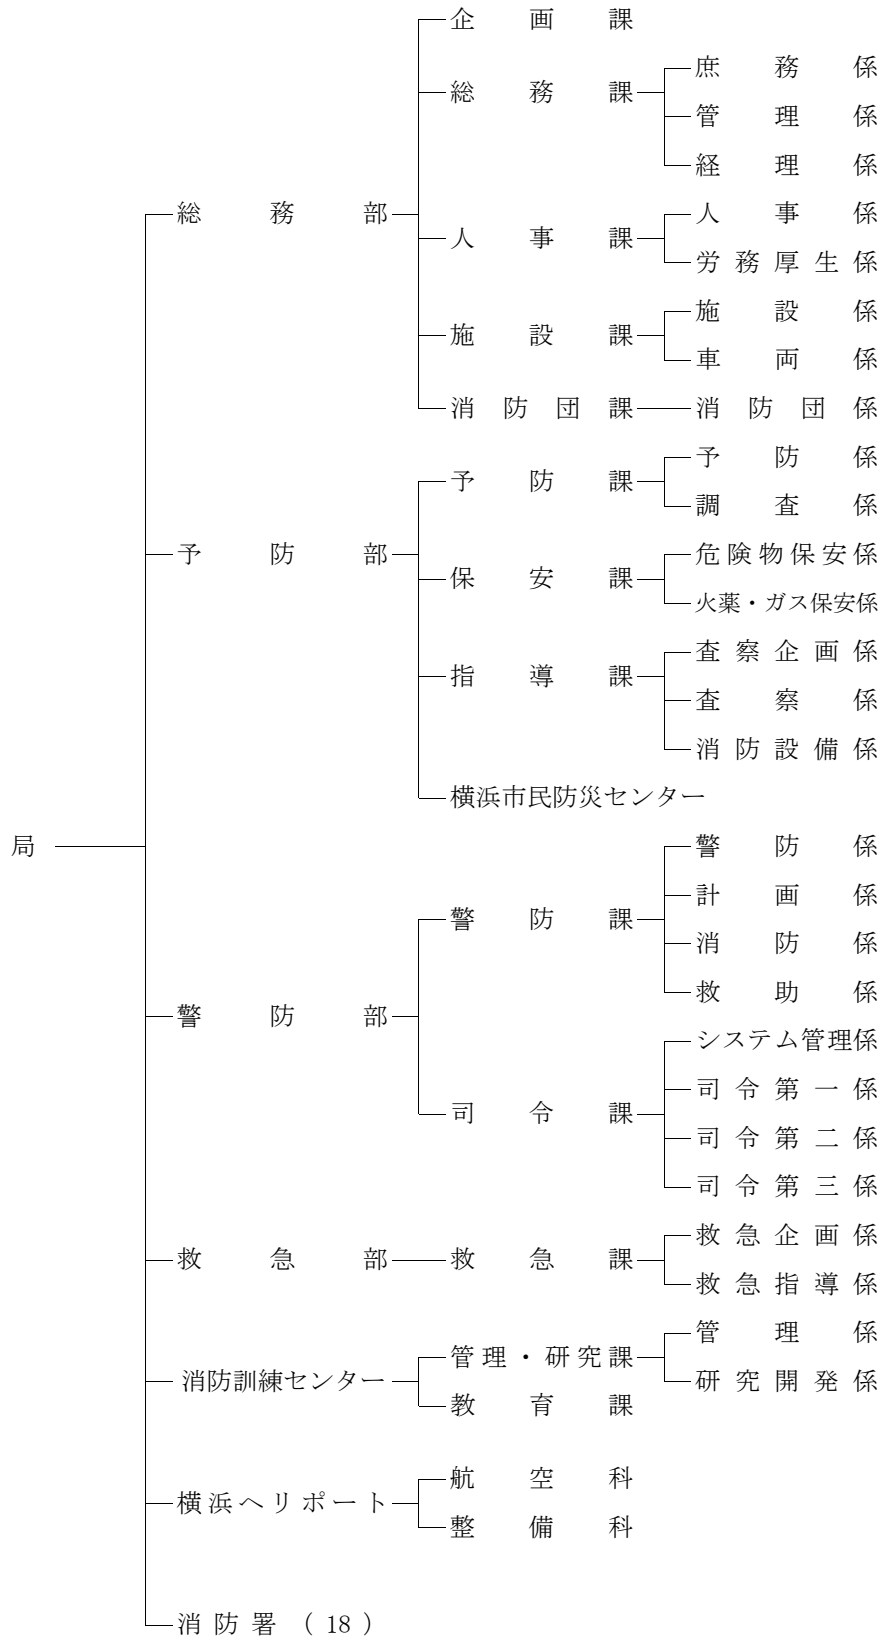 企画課
庶務係
総務課
管理係
経理係
総務部
人事係
人事課
労務厚生係
施設係
施設課
車両係
消防団課 消防団係
予防係
予防課
調査係
予防部
危険物保安係
保安課
火薬・ガス保安係
査察企画係
指導課
査察係
消防設備係
横浜市民防災センター
局
警防係
計画係
警防課
消防係
救助係
警防部
システム管理係
司令第一係
司令課
司令第二係
司令第三係
救急企画係
救急部 救急課
救急指導係
管理係
管理・研究課
消防訓練センター
研究開発係
教育課
航空科
横浜ヘリポート
整備科
消防署(18)